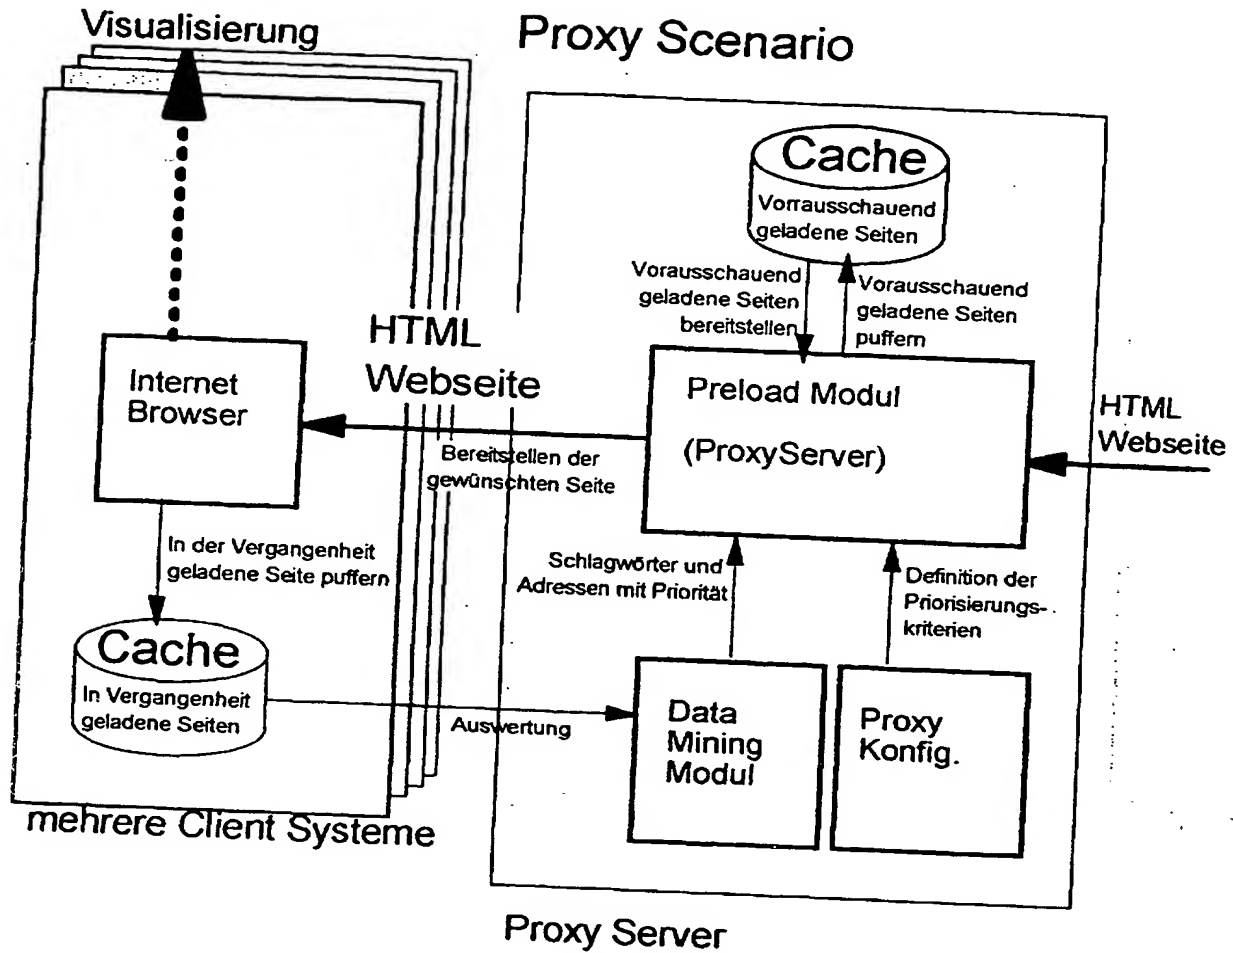 Visualisierung
Proxy Scenario
Cache
Vorrausschauend
geladene Seiten
Vorausschauend
geladene Seiten
bereitstellen
Vorausschauend
geladene Seiten
puffern
HTML
Webseite
Internet
Browser
Preload Modul
(ProxyServer)
HTML
Webseite
Bereitstellen der
gewünschten Seite
In der Vergangenheit
geladene Seite puffern
Schlagwörter und
Adressen mit Priorität
Definition der
Priorisierungs-
kriterien
Cache
In Vergangenheit
geladene Seiten
Auswertung
Data
Mining
Modul
Proxy
Konfig.
mehrere Client Systeme
Proxy Server